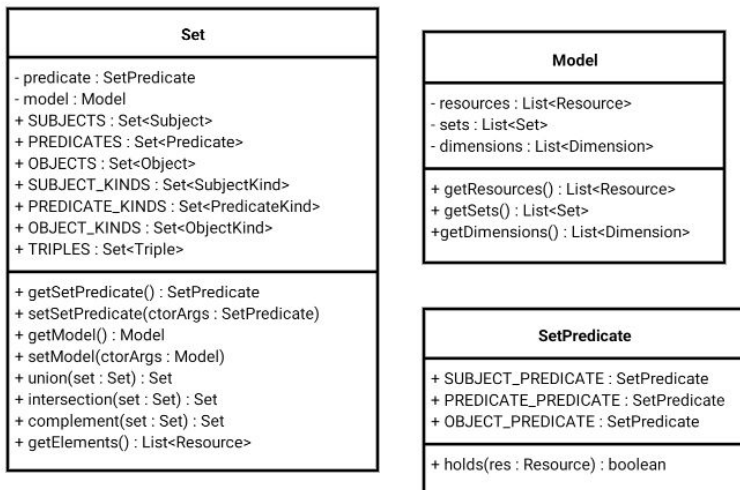 Set
- predicate : SetPredicate
- model : Model
+ SUBJECTS : Set<Subject>
+ PREDICATES : Set<Predicate>
+ OBJECTS : Set<Object>
+ SUBJECT_KINDS : Set<SubjectKind>
+ PREDICATE_KINDS : Set<PredicateKind>
+ OBJECT_KINDS : Set<ObjectKind>
+ TRIPLES : Set<Triple>
+ getSetPredicate() : SetPredicate
+ setSetPredicate(ctorArgs : SetPredicate)
+ getModel() : Model
+ setModel(ctorArgs : Model)
+ union(set : Set) : Set
+ intersection(set : Set) : Set
+ complement(set : Set) : Set
+ getElements() : List<Resource>
Model
- resources : List<Resource>
- sets : List<Set>
- dimensions : List<Dimension>
+ getResources() : List<Resource>
+ getSets() : List<Set>
+getDimensions() : List<Dimension>
SetPredicate
+ SUBJECT_PREDICATE : SetPredicate
+ PREDICATE_PREDICATE : SetPredicate
+ OBJECT_PREDICATE : SetPredicate
+ holds(res : Resource) : boolean